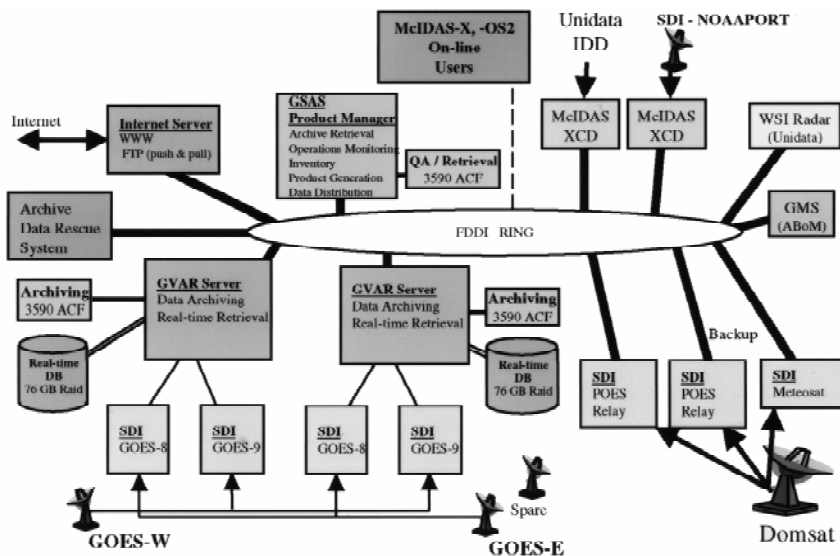 McIDAS-X, -OS2
On-line
Users
Unidata
IDD
SDI - NOAAPORT
Internet
Internet Server
WWW
FTP (push & pull)
GSAS
Product Manager
Archive Retrieval
Operations Monitoring
Inventory
Product Generation
Data Distribution
QA / Retrieval
3590 ACF
McIDAS
XCD
McIDAS
XCD
WSI Radar
(Unidata)
Archive
Data Rescue
System
FDDI RING
GMS
(ABoM)
Archiving
3590 ACF
GVAR Server
Data Archiving
Real-time Retrieval
GVAR Server
Data Archiving
Real-time Retrieval
Archiving
3590 ACF
Backup
Real-time
DB
76 GB Raid
Real-time
DB
76 GB Raid
SDI
POES
Relay
SDI
POES
Relay
SDI
Meteosat
SDI
GOES-8
SDI
GOES-9
SDI
GOES-8
SDI
GOES-9
Spare
GOES-W
GOES-E
Domsat